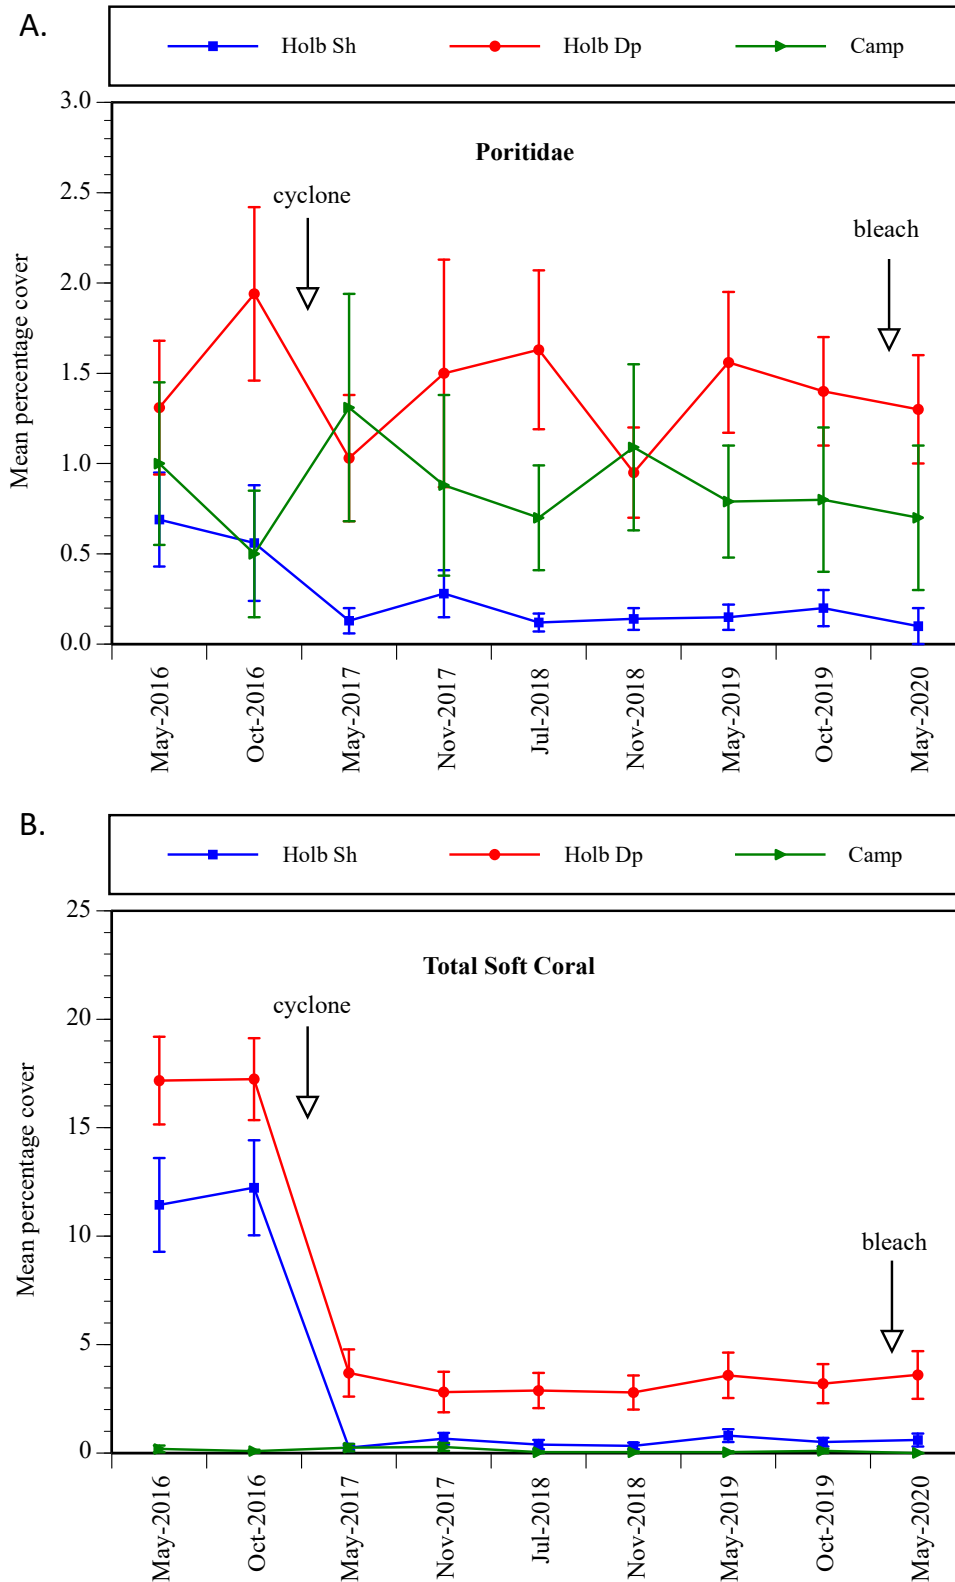 A.
Holb Sh Holb Dp Camp
Poritidae
cyclone
bleach
Mean percentage cover
3.0
2.5
2.0
1.5
1.0
0.5
0.0
May-2016 Oct-2016 May-2017 Nov-2017 Jul-2018 Nov-2018 May-2019 Oct-2019 May-2020
B.
Holb Sh Holb Dp Camp
Total Soft Coral
cyclone
bleach
Mean percentage cover
25
20
15
10
5
0
May-2016 Oct-2016 May-2017 Nov-2017 Jul-2018 Nov-2018 May-2019 Oct-2019 May-2020